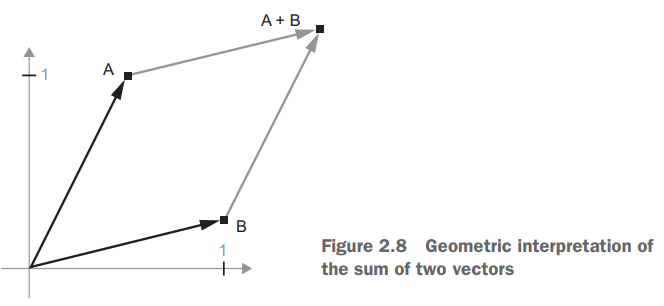 A + B
A
1
B
1
Figure 2.8 Geometric interpretation of
the sum of two vectors